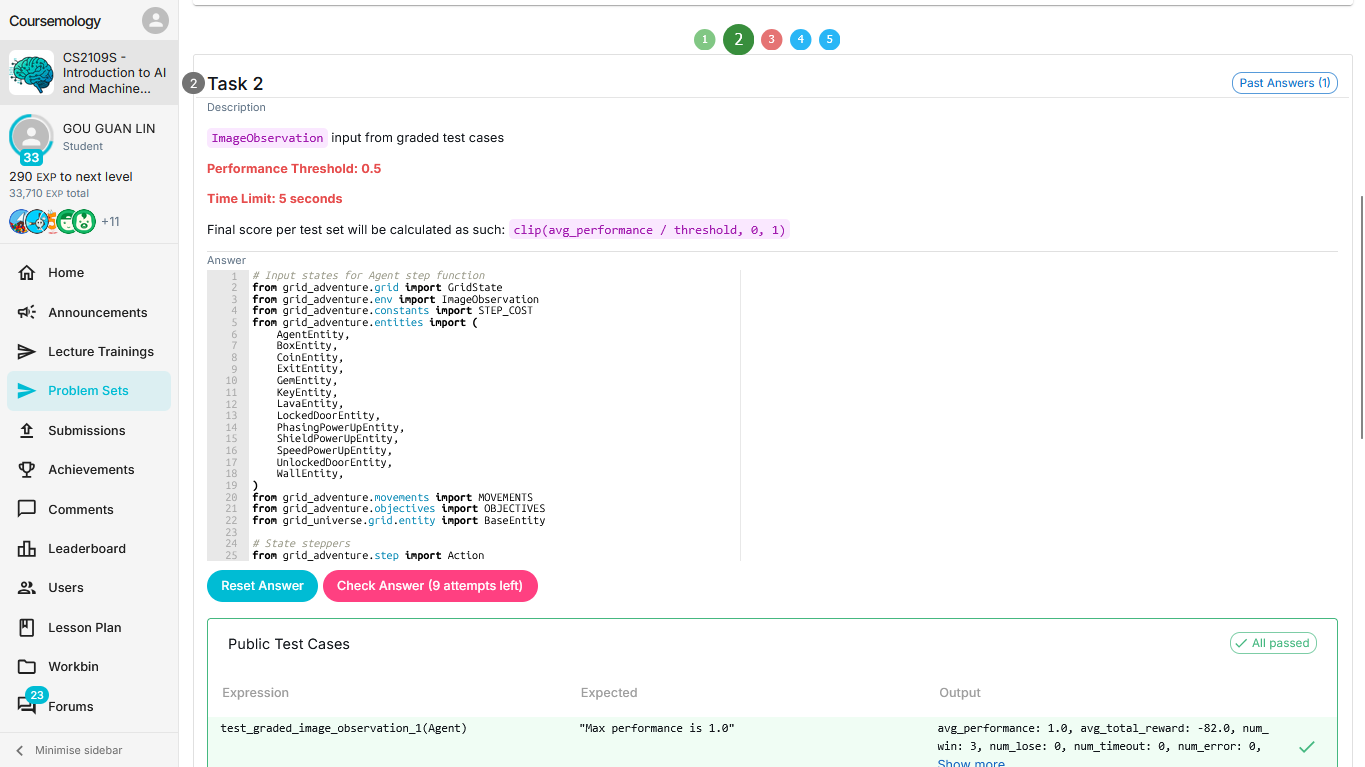 Coursemology
CS2109S -
Introduction to AI
and Machine...
GOU GUAN LIN
Student
33
290 EXP to next level
33,710 EXP total
+11
Home
Announcements
Lecture Trainings
Problem Sets
Submissions
Achievements
Comments
Leaderboard
Users
Lesson Plan
Workbin
23
Forums
Minimise sidebar
1 2 3 4 5
2 Task 2
Past Answers (1)
Description
ImageObservation input from graded test cases
Performance Threshold: 0.5
Time Limit: 5 seconds
Final score per test set will be calculated as such: clip(avg_performance / threshold, 0, 1)
Answer
1 # Input states for Agent step function
2 from grid_adventure.grid import GridState
3 from grid_adventure.env import ImageObservation
4 from grid_adventure.constants import STEP_COST
5 from grid_adventure.entities import (
6     AgentEntity,
7     BoxEntity,
8     CoinEntity,
9     ExitEntity,
10     GemEntity,
11     KeyEntity,
12     LavaEntity,
13     LockedDoorEntity,
14     PhasingPowerUpEntity,
15     ShieldPowerUpEntity,
16     SpeedPowerUpEntity,
17     UnlockedDoorEntity,
18     WallEntity,
19 )
20 from grid_adventure.movements import MOVEMENTS
21 from grid_adventure.objectives import OBJECTIVES
22 from grid_universe.grid.entity import BaseEntity
23
24 # State steppers
25 from grid_adventure.step import Action
Reset Answer
Check Answer (9 attempts left)
Public Test Cases
All passed
Expression
Expected
Output
test_graded_image_observation_1(Agent)
"Max performance is 1.0"
avg_performance: 1.0, avg_total_reward: -82.0, num_
win: 3, num_lose: 0, num_timeout: 0, num_error: 0,
Show more